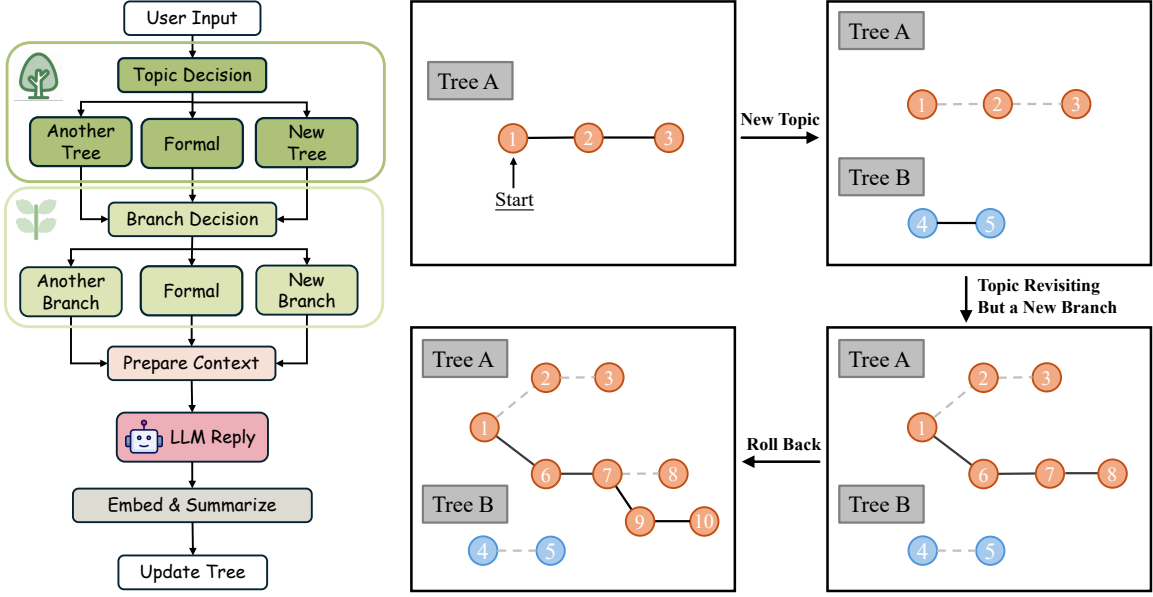 User Input
Topic Decision
Another
Tree
Formal
New
Tree
Branch Decision
Another
Branch
Formal
New
Branch
Prepare Context
LLM Reply
Embed & Summarize
Update Tree
Tree A
1
2
3
Start
New Topic
Tree A
1
2
3
Tree B
4
5
Topic Revisiting
But a New Branch
Tree A
2
3
1
6
7
8
Tree B
4
5
Roll Back
Tree A
2
3
1
6
7
8
Tree B
9
10
4
5